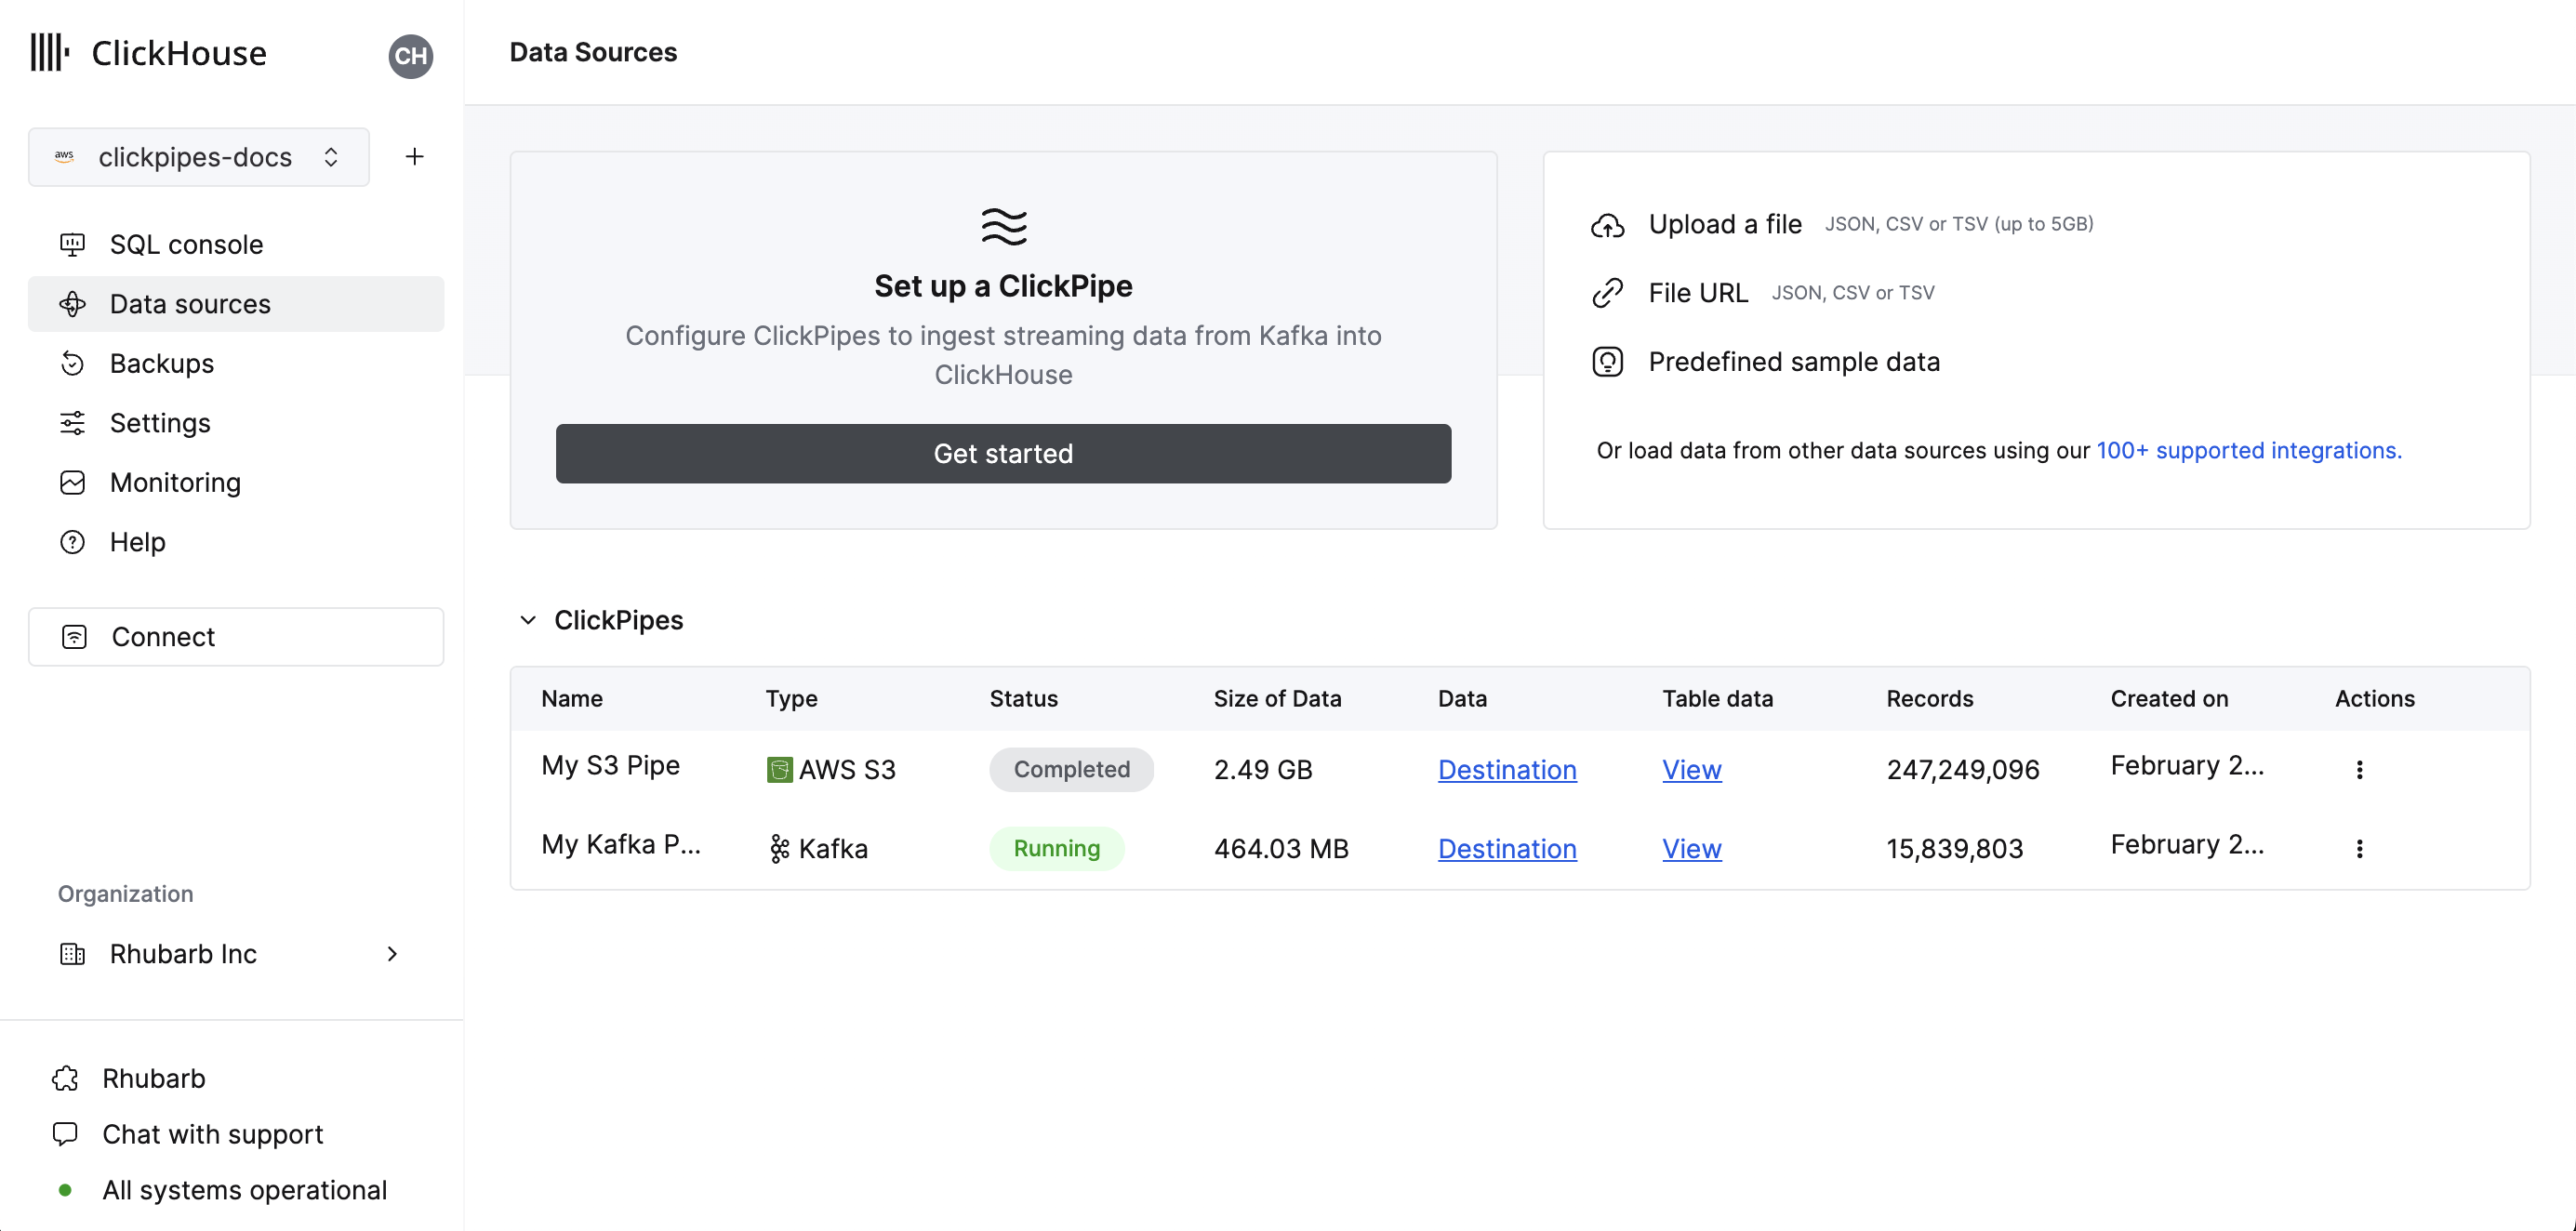 ClickHouse
CH
aws clickpipes-docs
SQL console
Data sources
Backups
Settings
Monitoring
Help
Connect
Organization
Rhubarb Inc
Rhubarb
Chat with support
All systems operational
Data Sources
Set up a ClickPipe
Configure ClickPipes to ingest streaming data from Kafka into
ClickHouse
Get started
Upload a file JSON, CSV or TSV (up to 5GB)
File URL JSON, CSV or TSV
Predefined sample data
Or load data from other data sources using our 100+ supported integrations.
ClickPipes
Name Type Status Size of Data Data Table data Records Created on Actions
My S3 Pipe AWS S3 Completed 2.49 GB Destination View 247,249,096 February 2...
My Kafka P... Kafka Running 464.03 MB Destination View 15,839,803 February 2...